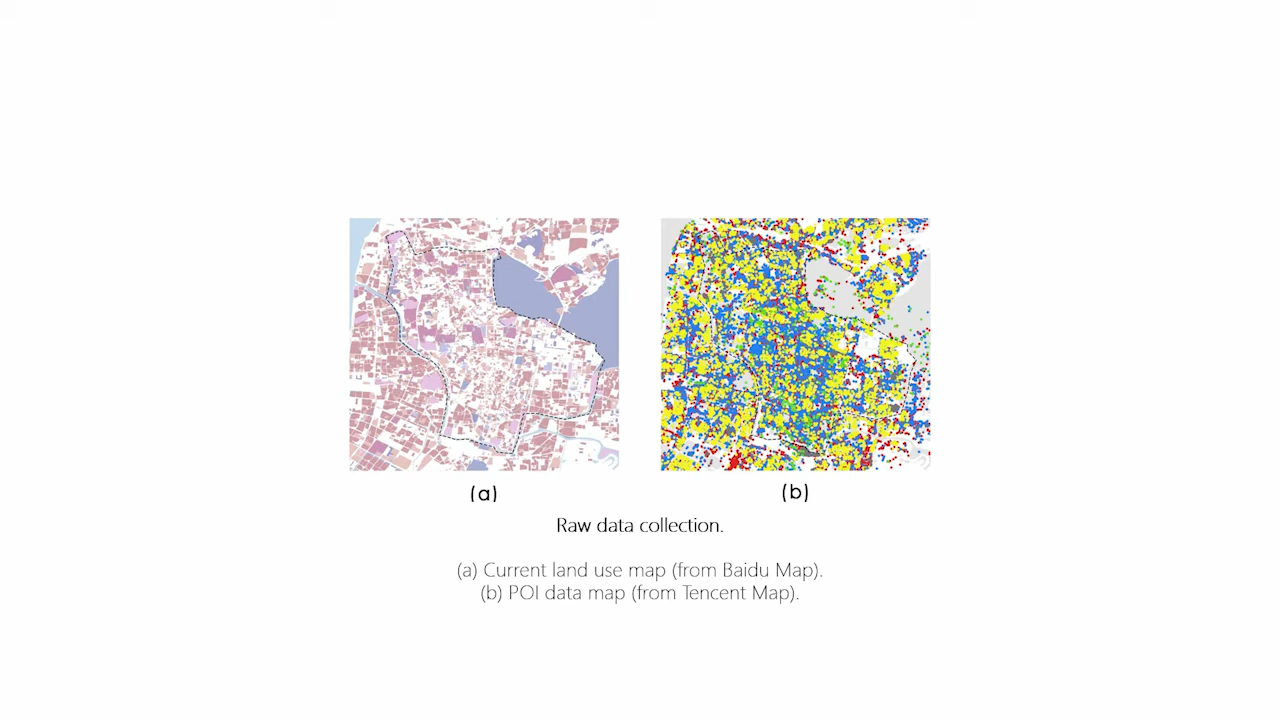 (a)
(b)
Raw data collection.
(a) Current land use map (from Baidu Map).
(b) POI data map (from Tencent Map).